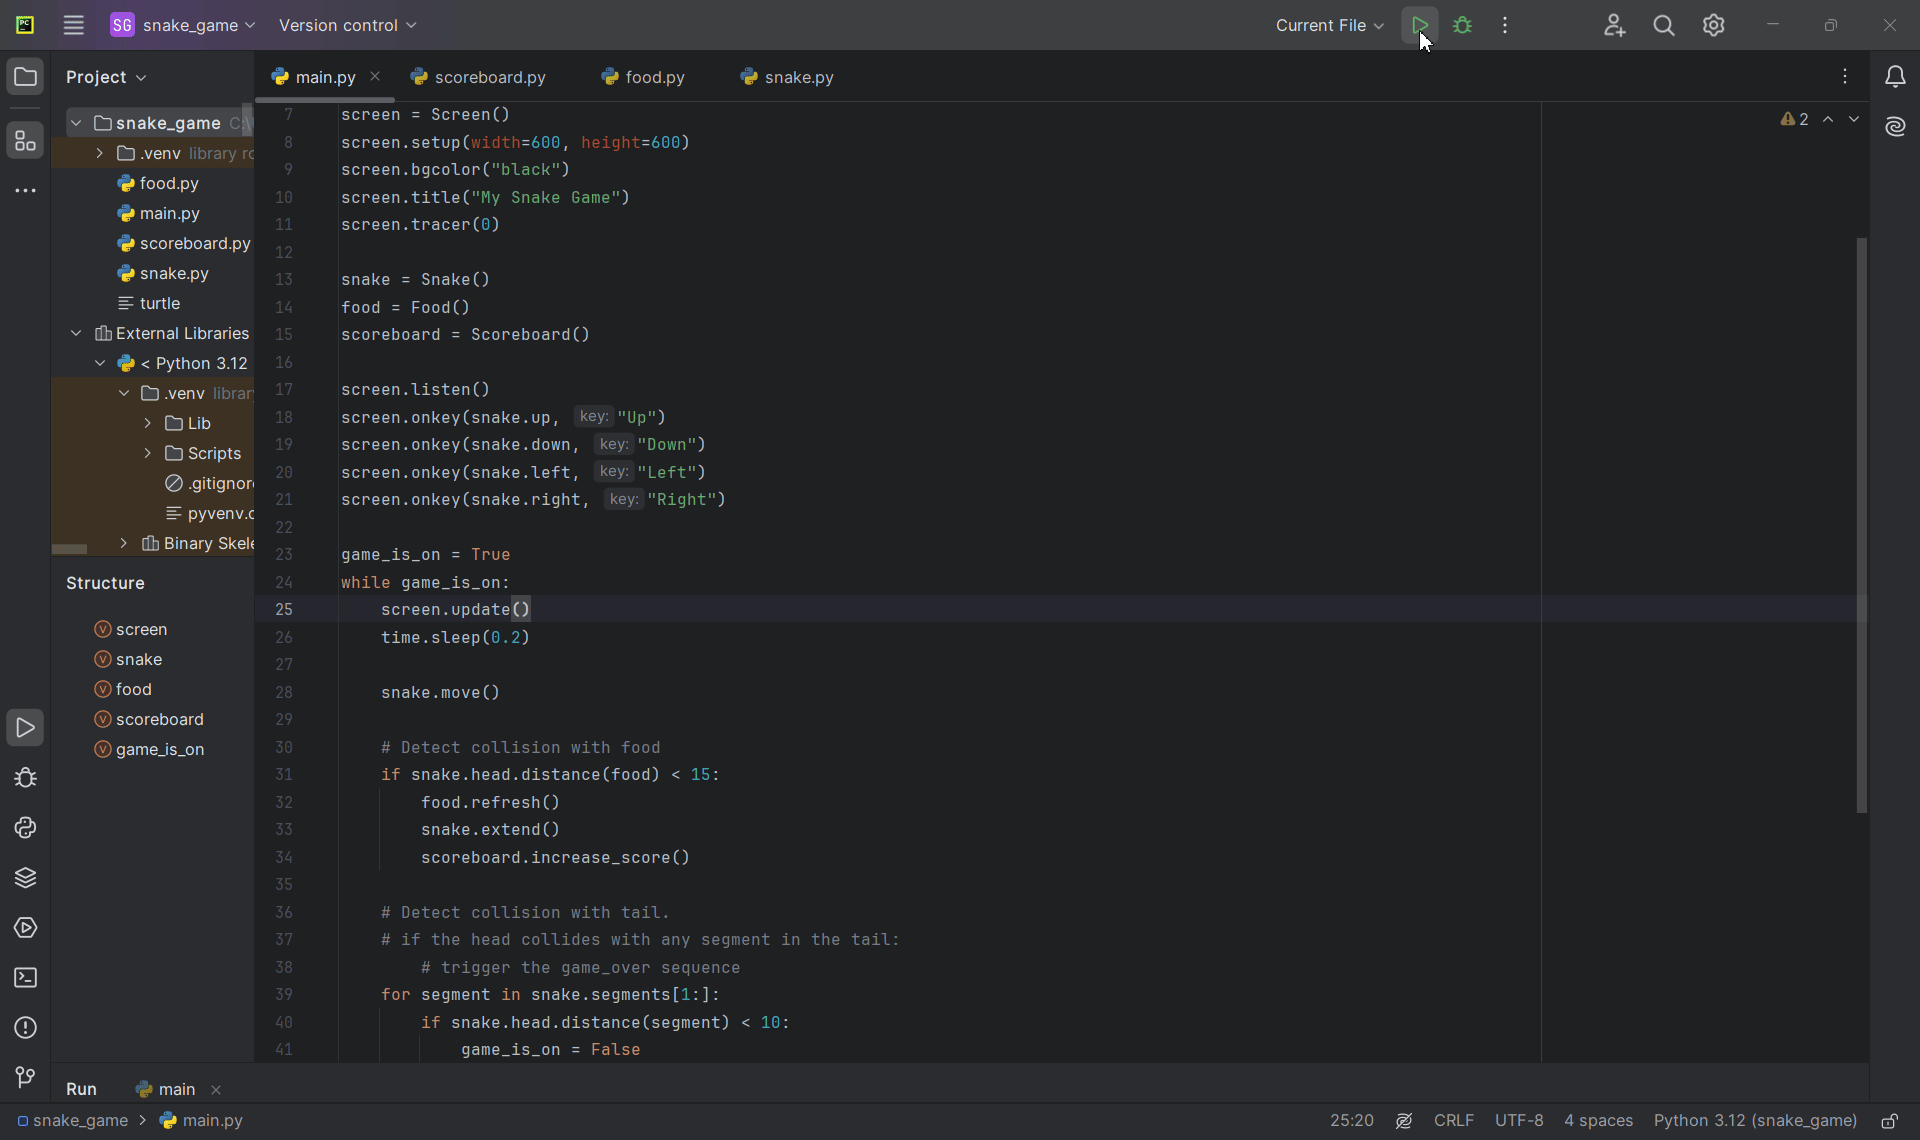 PC SG snake_game Version control Current File
Project main.py scoreboard.py food.py snake.py
snake_game C:\
.venv library ro
food.py
main.py
scoreboard.py
snake.py
turtle
External Libraries
< Python 3.12
.venv librar
Lib
Scripts
.gitignor
pyvenv.c
Binary Skele
Structure
screen
snake
food
scoreboard
game_is_on
2
7 screen = Screen()
8 screen.setup(width=600, height=600)
9 screen.bgcolor("black")
10 screen.title("My Snake Game")
11 screen.tracer(0)
12
13 snake = Snake()
14 food = Food()
15 scoreboard = Scoreboard()
16
17 screen.listen()
18 screen.onkey(snake.up, key: "Up")
19 screen.onkey(snake.down, key: "Down")
20 screen.onkey(snake.left, key: "Left")
21 screen.onkey(snake.right, key: "Right")
22
23 game_is_on = True
24 while game_is_on:
25 screen.update()
26 time.sleep(0.2)
27
28 snake.move()
29
30 # Detect collision with food
31 if snake.head.distance(food) < 15:
32 food.refresh()
33 snake.extend()
34 scoreboard.increase_score()
35
36 # Detect collision with tail.
37 # if the head collides with any segment in the tail:
38 # trigger the game_over sequence
39 for segment in snake.segments[1:]:
40 if snake.head.distance(segment) < 10:
41 game_is_on = False
Run main
snake_game > main.py 25:20 CRLF UTF-8 4 spaces Python 3.12 (snake_game)